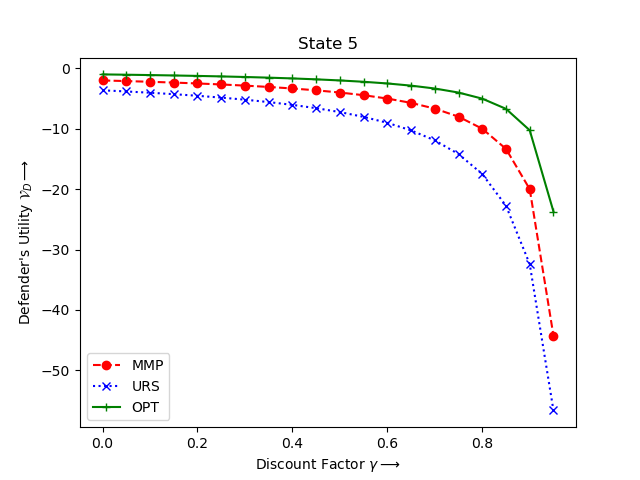 State 5
0
−10
−20
−30
−40
−50
Defender's Utility 𝒱_D ⟶
0.0 0.2 0.4 0.6 0.8
Discount Factor γ ⟶
MMP
URS
OPT